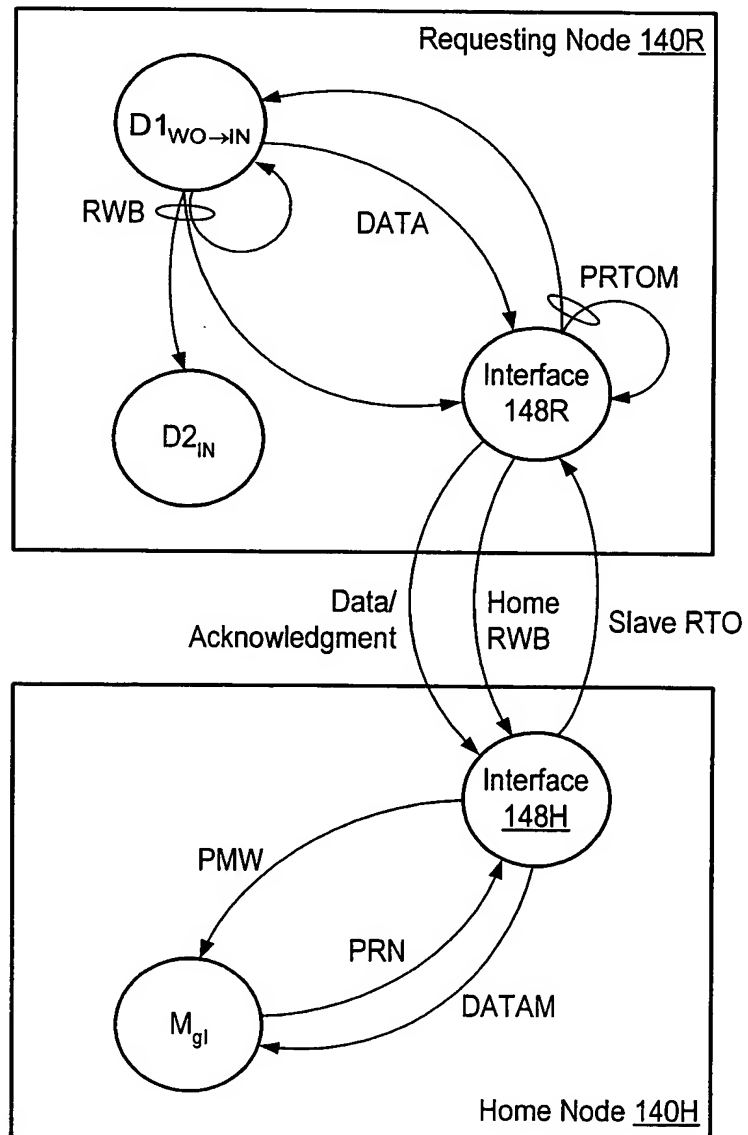 Requesting Node 140R
D1WO→IN
RWB
DATA
PRTOM
Interface
148R
D2IN
Data/
Acknowledgment
Home
RWB
Slave RTO
Interface
148H
PMW
PRN
DATAM
Mgl
Home Node 140H